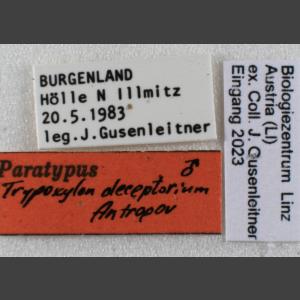 BURGENLAND
Hölle N Illmitz
20.5.1983
leg.J.Gusenleitner
Paratypus ♂
Trypoxylon deceptorium
Antropov
Biologiezentrum Linz
Austria (LI)
ex. Coll. J. Gusenleitner
Eingang 2023